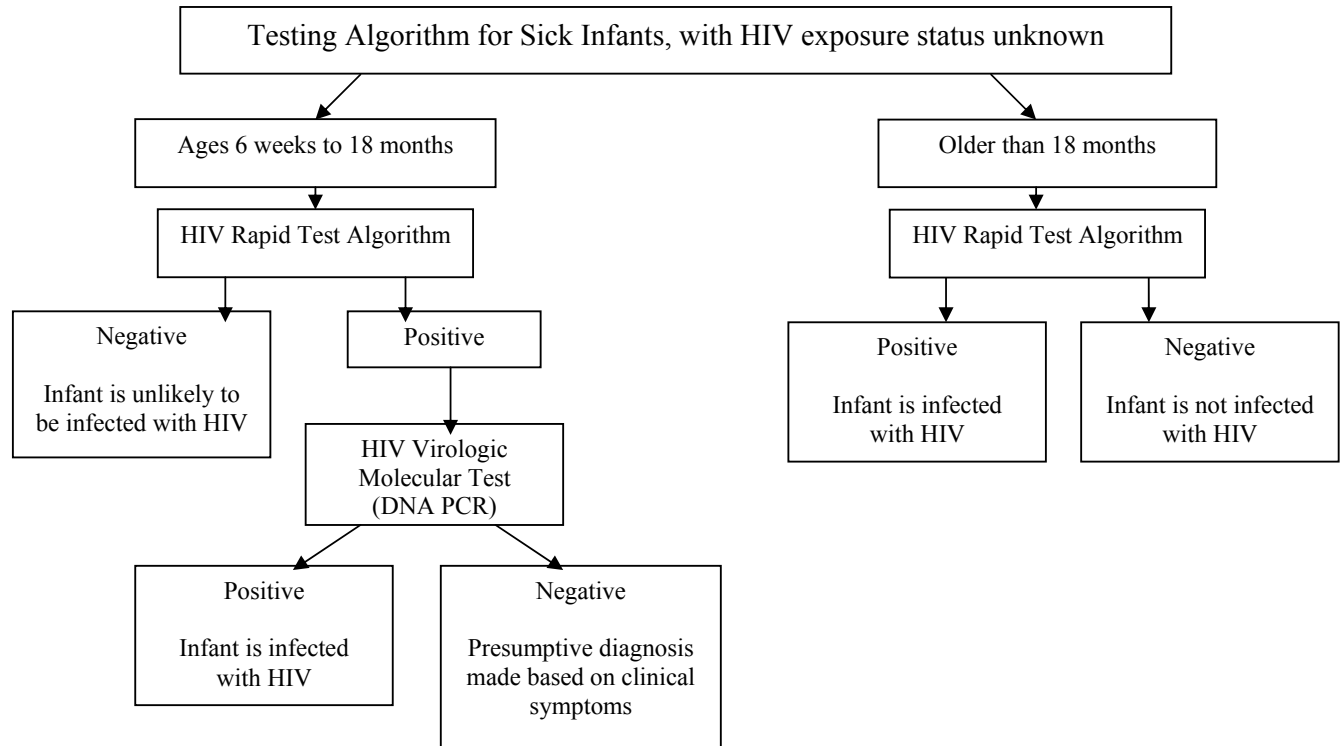 Testing Algorithm for Sick Infants, with HIV exposure status unknown
Ages 6 weeks to 18 months
Older than 18 months
HIV Rapid Test Algorithm
HIV Rapid Test Algorithm
Negative
Infant is unlikely to
be infected with HIV
Positive
Positive
Infant is infected
with HIV
Negative
Infant is not infected
with HIV
HIV Virologic
Molecular Test
(DNA PCR)
Positive
Infant is infected
with HIV
Negative
Presumptive diagnosis
made based on clinical
symptoms